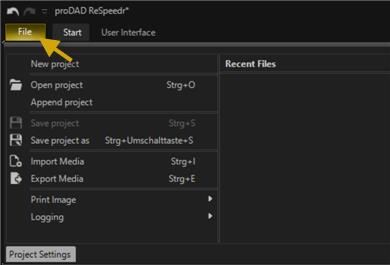 proDAD ReSpeedr*
File Start User Interface
New project Recent Files
Open project Strg+O
Append project
Save project Strg+S
Save project as Strg+Umschalttaste+S
Import Media Strg+I
Export Media Strg+E
Print Image
Logging
Project Settings